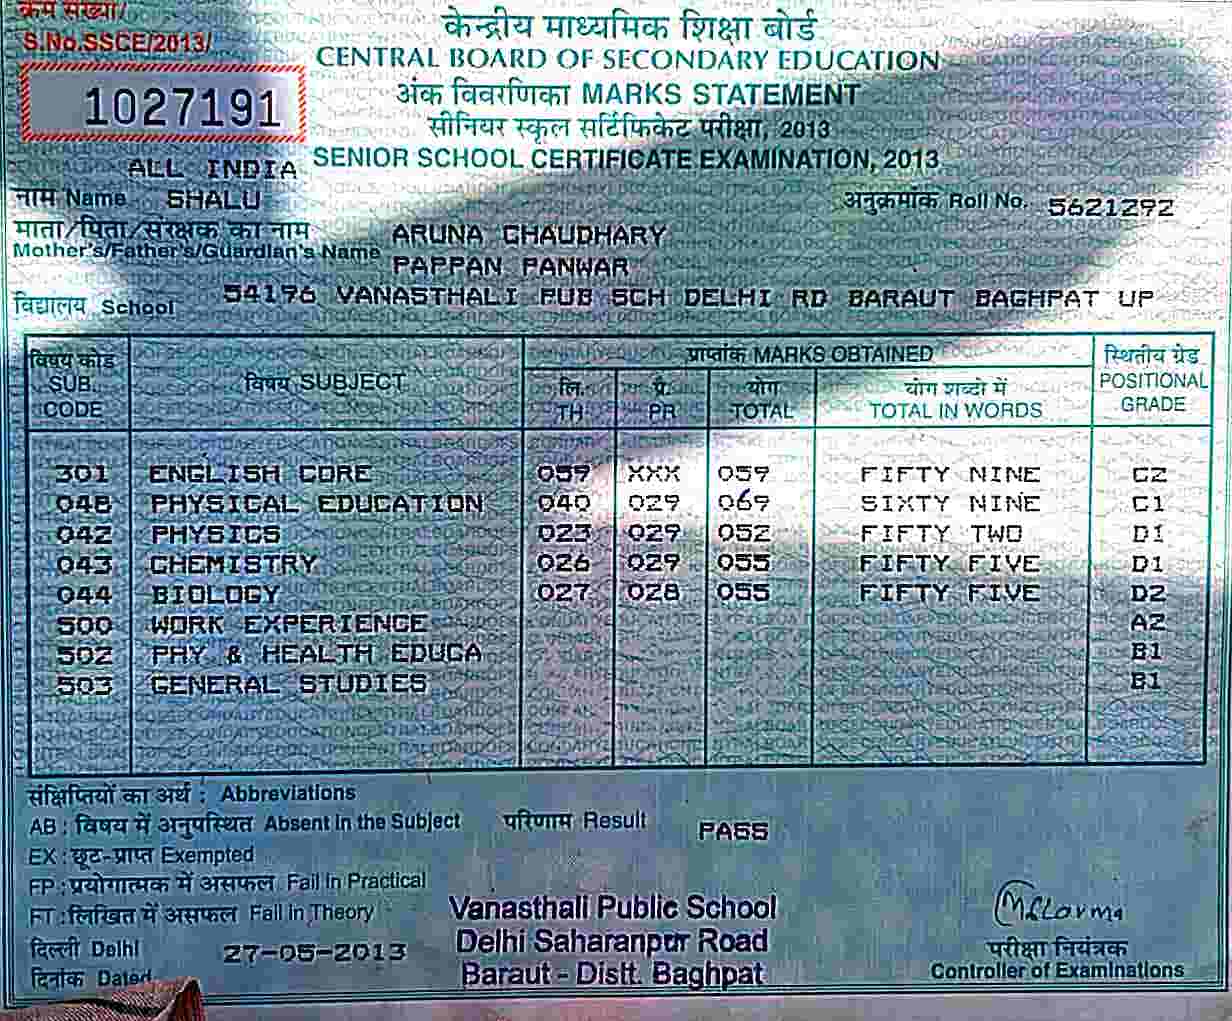 क्रम संख्या/
S.No.SSCE/2013/
1027191
केन्द्रीय माध्यमिक शिक्षा बोर्ड
CENTRAL BOARD OF SECONDARY EDUCATION
अंक विवरणिका MARKS STATEMENT
सीनियर स्कूल सर्टिफिकेट परीक्षा, 2013
SENIOR SCHOOL CERTIFICATE EXAMINATION, 2013
ALL INDIA
नाम Name SHALU अनुक्रमांक Roll No. 5621292
माता/पिता/संरक्षक का नाम
Mother's/Father's/Guardian's Name ARUNA CHAUDHARY
PAPPAN PANWAR
विद्यालय School 54196 VANASTHALI PUB SCH DELHI RD BARAUT BAGHPAT UP
विषय कोड SUB. CODE विषय SUBJECT प्राप्तांक MARKS OBTAINED स्थितीय ग्रेड POSITIONAL GRADE
लि. TH प्रै. PR योग TOTAL योग शब्दो में TOTAL IN WORDS
301 ENGLISH CORE 059 XXX 059 FIFTY NINE C2
048 PHYSICAL EDUCATION 040 029 069 SIXTY NINE C1
042 PHYSICS 023 029 052 FIFTY TWO D1
043 CHEMISTRY 026 029 055 FIFTY FIVE D1
044 BIOLOGY 027 028 055 FIFTY FIVE D2
500 WORK EXPERIENCE A2
502 PHY & HEALTH EDUCA B1
503 GENERAL STUDIES B1
संक्षिप्तियों का अर्थ : Abbreviations
AB : विषय में अनुपस्थित Absent in the Subject परिणाम Result PASS
EX : छूट-प्राप्त Exempted
FP : प्रयोगात्मक में असफल Fail in Practical
FT : लिखित में असफल Fail in Theory
Vanasthali Public School
Delhi Saharanpur Road
Baraut - Distt. Baghpat
दिल्ली Delhi
दिनांक Dated 27-05-2013
परीक्षा नियंत्रक
Controller of Examinations